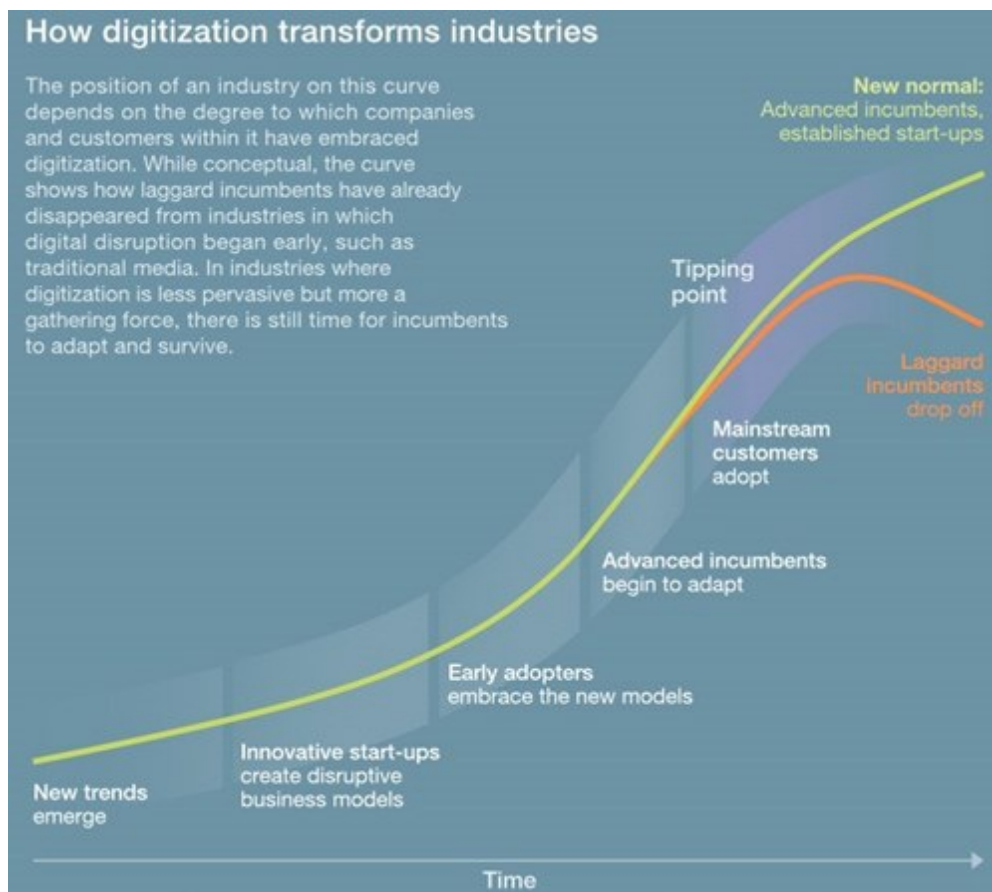 How digitization transforms industries
The position of an industry on this curve
depends on the degree to which companies
and customers within it have embraced
digitization. While conceptual, the curve
shows how laggard incumbents have already
disappeared from industries in which
digital disruption began early, such as
traditional media. In industries where
digitization is less pervasive but more a
gathering force, there is still time for incumbents
to adapt and survive.
New normal:
Advanced incumbents,
established start-ups
Tipping
point
Laggard
incumbents
drop off
Mainstream
customers
adopt
Advanced incumbents
begin to adapt
Early adopters
embrace the new models
Innovative start-ups
create disruptive
business models
New trends
emerge
Time